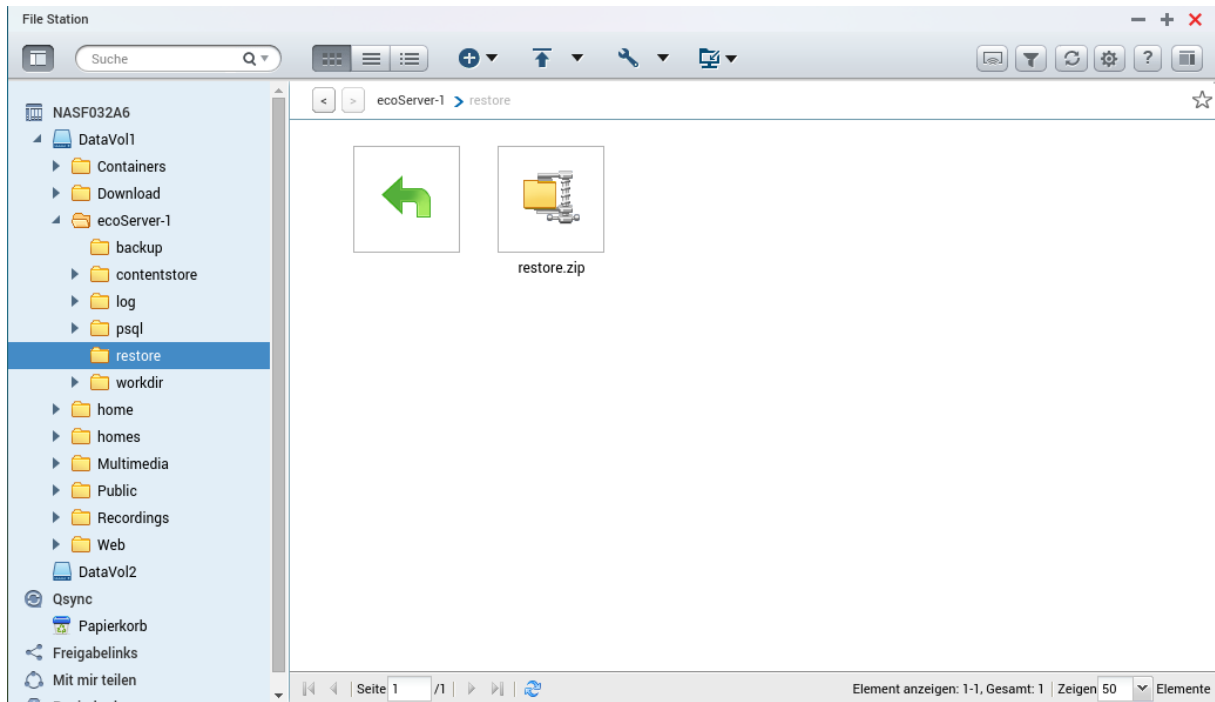 File Station
Suche
ecoServer-1 > restore
NASF032A6
DataVol1
Containers
Download
ecoServer-1
backup
contentstore
log
psql
restore
workdir
home
homes
Multimedia
Public
Recordings
Web
DataVol2
Qsync
Papierkorb
Freigabelinks
Mit mir teilen
restore.zip
Seite 1 /1
Element anzeigen: 1-1, Gesamt: 1 | Zeigen 50 Elemente